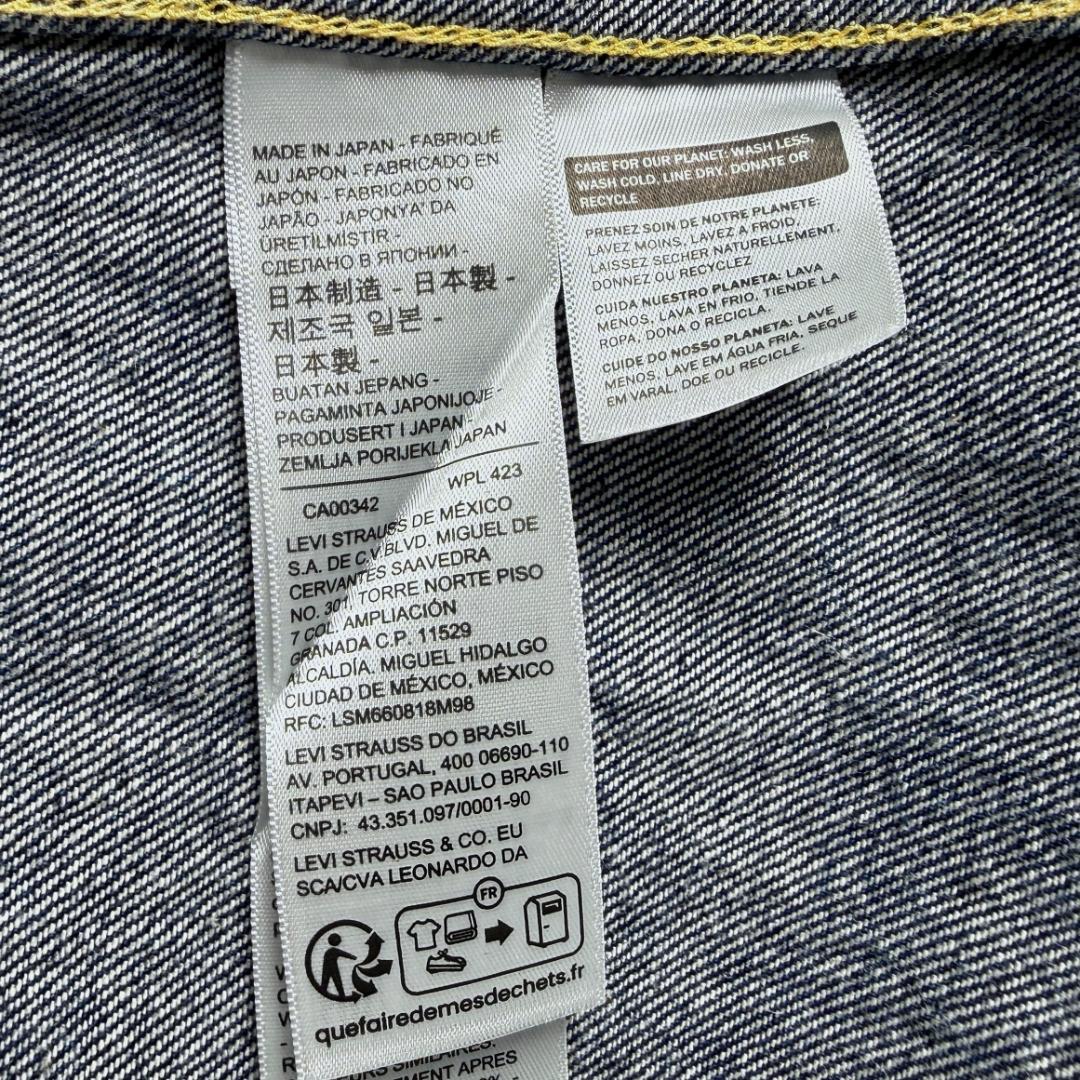 MADE IN JAPAN - FABRIQUÉ
AU JAPON - FABRICADO EN
JAPÓN - FABRICADO NO
JAPÃO - JAPONYA' DA
ÜRETILMISTIR -
СДЕЛАНО В ЯПОНИИ -
日本制造 - 日本製 -
제조국 일본 -
日本製 -
BUATAN JEPANG -
PAGAMINTA JAPONIJOJE -
PRODUSERT I JAPAN -
ZEMLJA PORIJEKLA JAPAN
CA00342 WPL 423
LEVI STRAUSS DE MÉXICO
S.A. DE C.V. BLVD. MIGUEL DE
CERVANTES SAAVEDRA
NO. 301 TORRE NORTE PISO
7 COL. AMPLIACIÓN
GRANADA C.P. 11529
ALCALDÍA. MIGUEL HIDALGO
CIUDAD DE MÉXICO, MÉXICO
RFC: LSM660818M98
LEVI STRAUSS DO BRASIL
AV. PORTUGAL, 400 06690-110
ITAPEVI – SAO PAULO BRASIL
CNPJ: 43.351.097/0001-90
LEVI STRAUSS & CO. EU
SCA/CVA LEONARDO DA
FR
quefairedemesdechets.fr
SIMILAIRES.
APRES
CARE FOR OUR PLANET: WASH LESS,
WASH COLD, LINE DRY, DONATE OR
RECYCLE
PRENEZ SOIN DE NOTRE PLANETE:
LAVEZ MOINS, LAVEZ A FROID,
LAISSEZ SECHER NATURELLEMENT,
DONNEZ OU RECYCLEZ
CUIDA NUESTRO PLANETA: LAVA
MENOS, LAVA EN FRIO, TIENDE LA
ROPA, DONA O RECICLA.
CUIDE DO NOSSO PLANETA: LAVE
MENOS, LAVE EM ÁGUA FRIA, SEQUE
EM VARAL, DOE OU RECICLE.